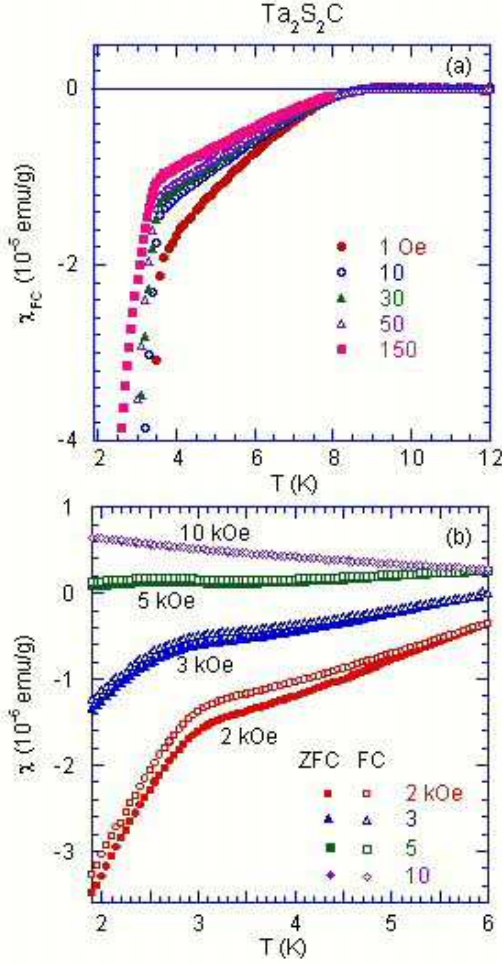 Ta₂S₂C
(a)
0
-2
-4
χ_FC (10⁻⁵ emu/g)
1 Oe
10
30
50
150
2 4 6 8 10 12
T (K)
(b)
1
0
-1
-2
-3
χ (10⁻⁶ emu/g)
10 kOe
5 kOe
3 kOe
2 kOe
ZFC FC
2 kOe
3
5
10
2 3 4 5 6
T (K)